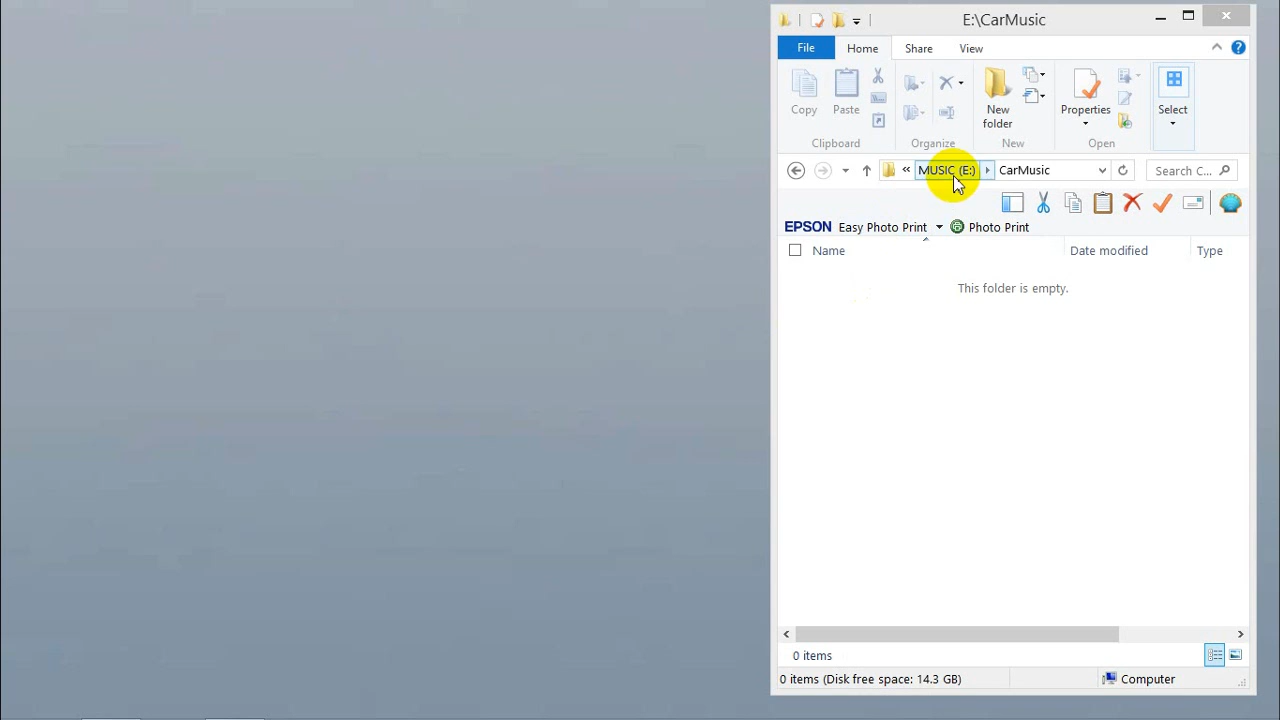 E:\CarMusic
File Home Share View
Copy Paste New folder Properties Select
Clipboard Organize New Open
« MUSIC (E:) CarMusic Search C...
EPSON Easy Photo Print Photo Print
Name Date modified Type
This folder is empty.
0 items
0 items (Disk free space: 14.3 GB) Computer